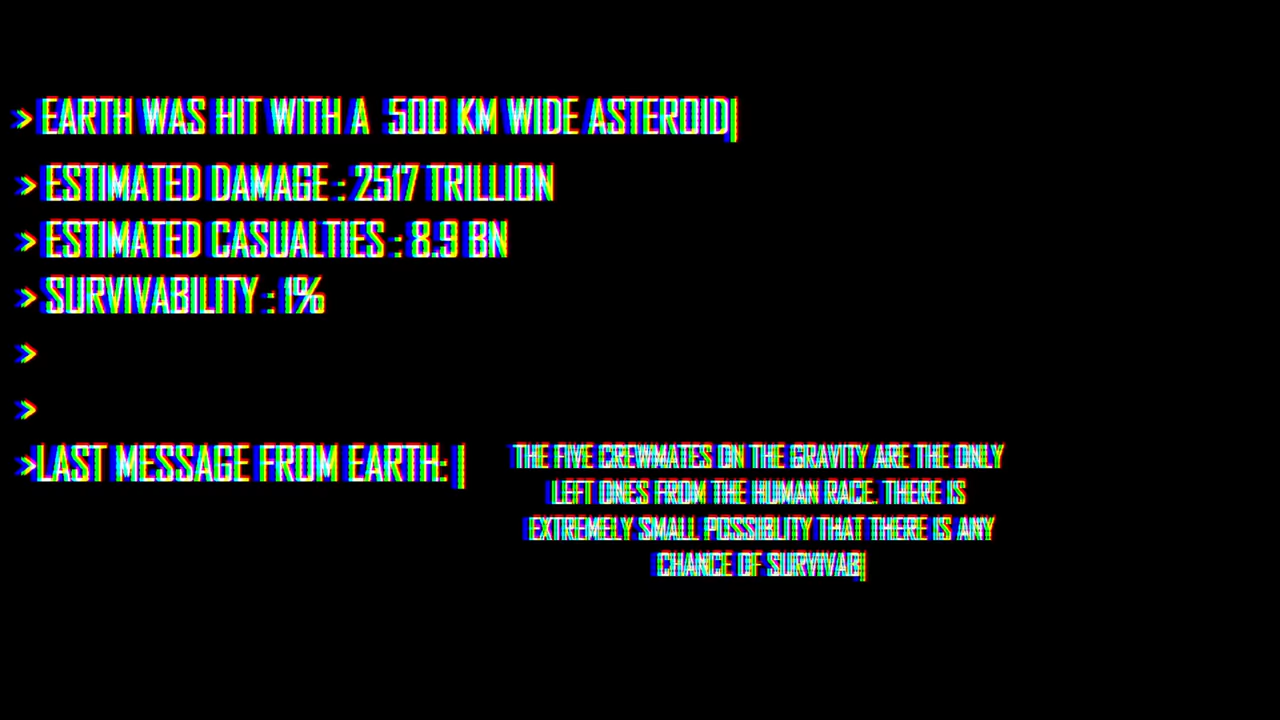 > EARTH WAS HIT WITH A 500 KM WIDE ASTEROID|
> ESTIMATED DAMAGE : 2517 TRILLION
> ESTIMATED CASUALTIES : 8.9 BN
> SURVIVABILITY : 1%
>
>
>LAST MESSAGE FROM EARTH: |
THE FIVE CREWMATES ON THE GRAVITY ARE THE ONLY
LEFT ONES FROM THE HUMAN RACE. THERE IS
EXTREMELY SMALL POSSIBLITY THAT THERE IS ANY
CHANCE OF SURVIVAB|